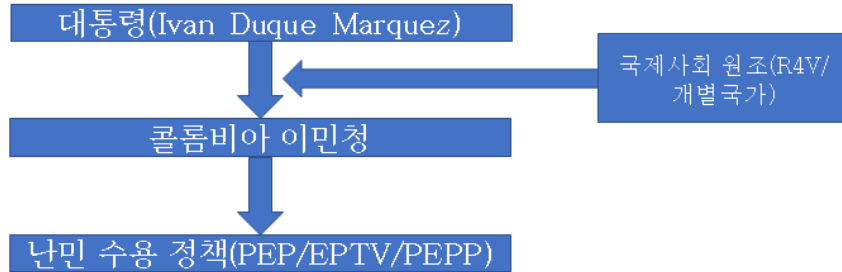 대통령(Ivan Duque Marquez)
국제사회 원조(R4V/
개별국가)
콜롬비아 이민청
난민 수용 정책(PEP/EPTV/PEPP)